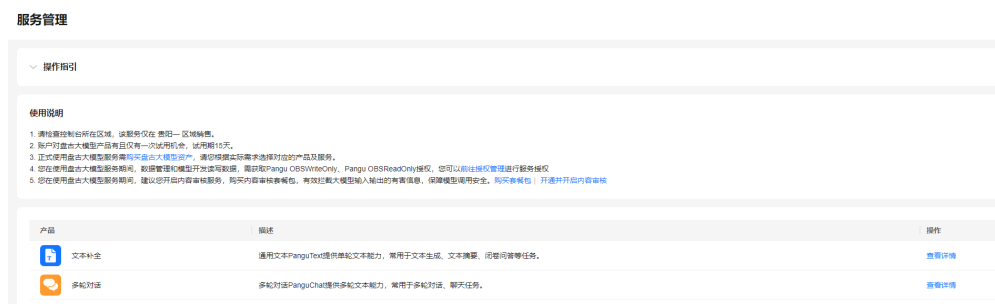 服务管理
操作指引
使用说明
1. 请检查控制台所在区域，该服务仅在 贵阳一 区域销售。
2. 账户对盘古大模型产品有且仅有一次试用机会，试用期15天。
3. 正式使用盘古大模型服务需购买盘古大模型资产，请您根据实际需求选择对应的产品及服务。
4. 您在使用盘古大模型服务期间，数据管理和模型开发读写数据，需获取Pangu OBSWriteOnly、Pangu OBSReadOnly授权，您可以前往授权管理进行服务授权
5. 您在使用盘古大模型服务期间，建议您开启内容审核服务，购买内容审核套餐包，有效拦截大模型输入输出的有害信息，保障模型调用安全。购买套餐包 | 开通并开启内容审核
产品 描述 操作
文本补全 通用文本PanguText提供单轮文本能力，常用于文本生成、文本摘要、闭卷问答等任务。 查看详情
多轮对话 多轮对话PanguChat提供多轮文本能力，常用于多轮对话、聊天任务。 查看详情